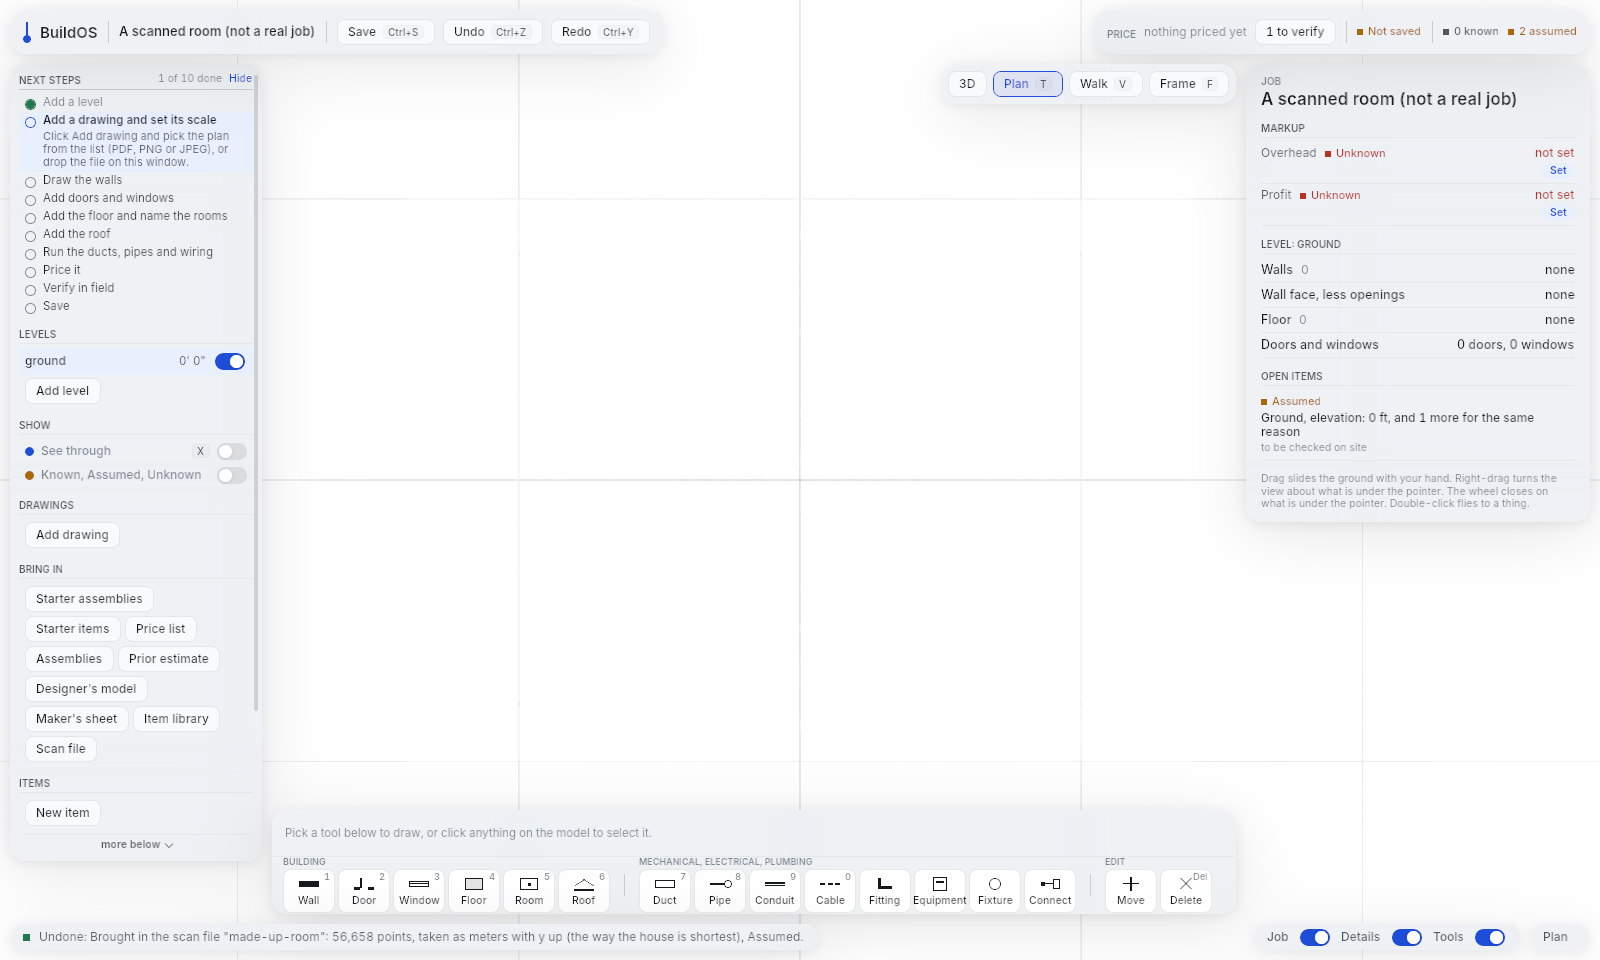 BuildOS
A scanned room (not a real job)
Save Ctrl+S
Undo Ctrl+Z
Redo Ctrl+Y
PRICE nothing priced yet 1 to verify
Not saved
0 known 2 assumed
NEXT STEPS 1 of 10 done Hide
Add a level
Add a drawing and set its scale
Click Add drawing and pick the plan
from the list (PDF, PNG or JPEG), or
drop the file on this window.
Draw the walls
Add doors and windows
Add the floor and name the rooms
Add the roof
Run the ducts, pipes and wiring
Price it
Verify in field
Save
LEVELS
ground 0' 0"
Add level
SHOW
See through X
Known, Assumed, Unknown
DRAWINGS
Add drawing
BRING IN
Starter assemblies
Starter items Price list
Assemblies Prior estimate
Designer's model
Maker's sheet Item library
Scan file
ITEMS
New item
more below
3D
Plan T
Walk V
Frame F
JOB
A scanned room (not a real job)
MARKUP
Overhead Unknown not set
Set
Profit Unknown not set
Set
LEVEL: GROUND
Walls 0 none
Wall face, less openings none
Floor 0 none
Doors and windows 0 doors, 0 windows
OPEN ITEMS
Assumed
Ground, elevation: 0 ft, and 1 more for the same
reason
to be checked on site
Drag slides the ground with your hand. Right-drag turns the
view about what is under the pointer. The wheel closes on
what is under the pointer. Double-click flies to a thing.
Pick a tool below to draw, or click anything on the model to select it.
BUILDING
1 Wall
2 Door
3 Window
4 Floor
5 Room
6 Roof
MECHANICAL, ELECTRICAL, PLUMBING
7 Duct
8 Pipe
9 Conduit
0 Cable
Fitting
Equipment
Fixture
Connect
EDIT
Move
Del Delete
Undone: Brought in the scan file "made-up-room": 56,658 points, taken as meters with y up (the way the house is shortest), Assumed.
Job Details Tools Plan